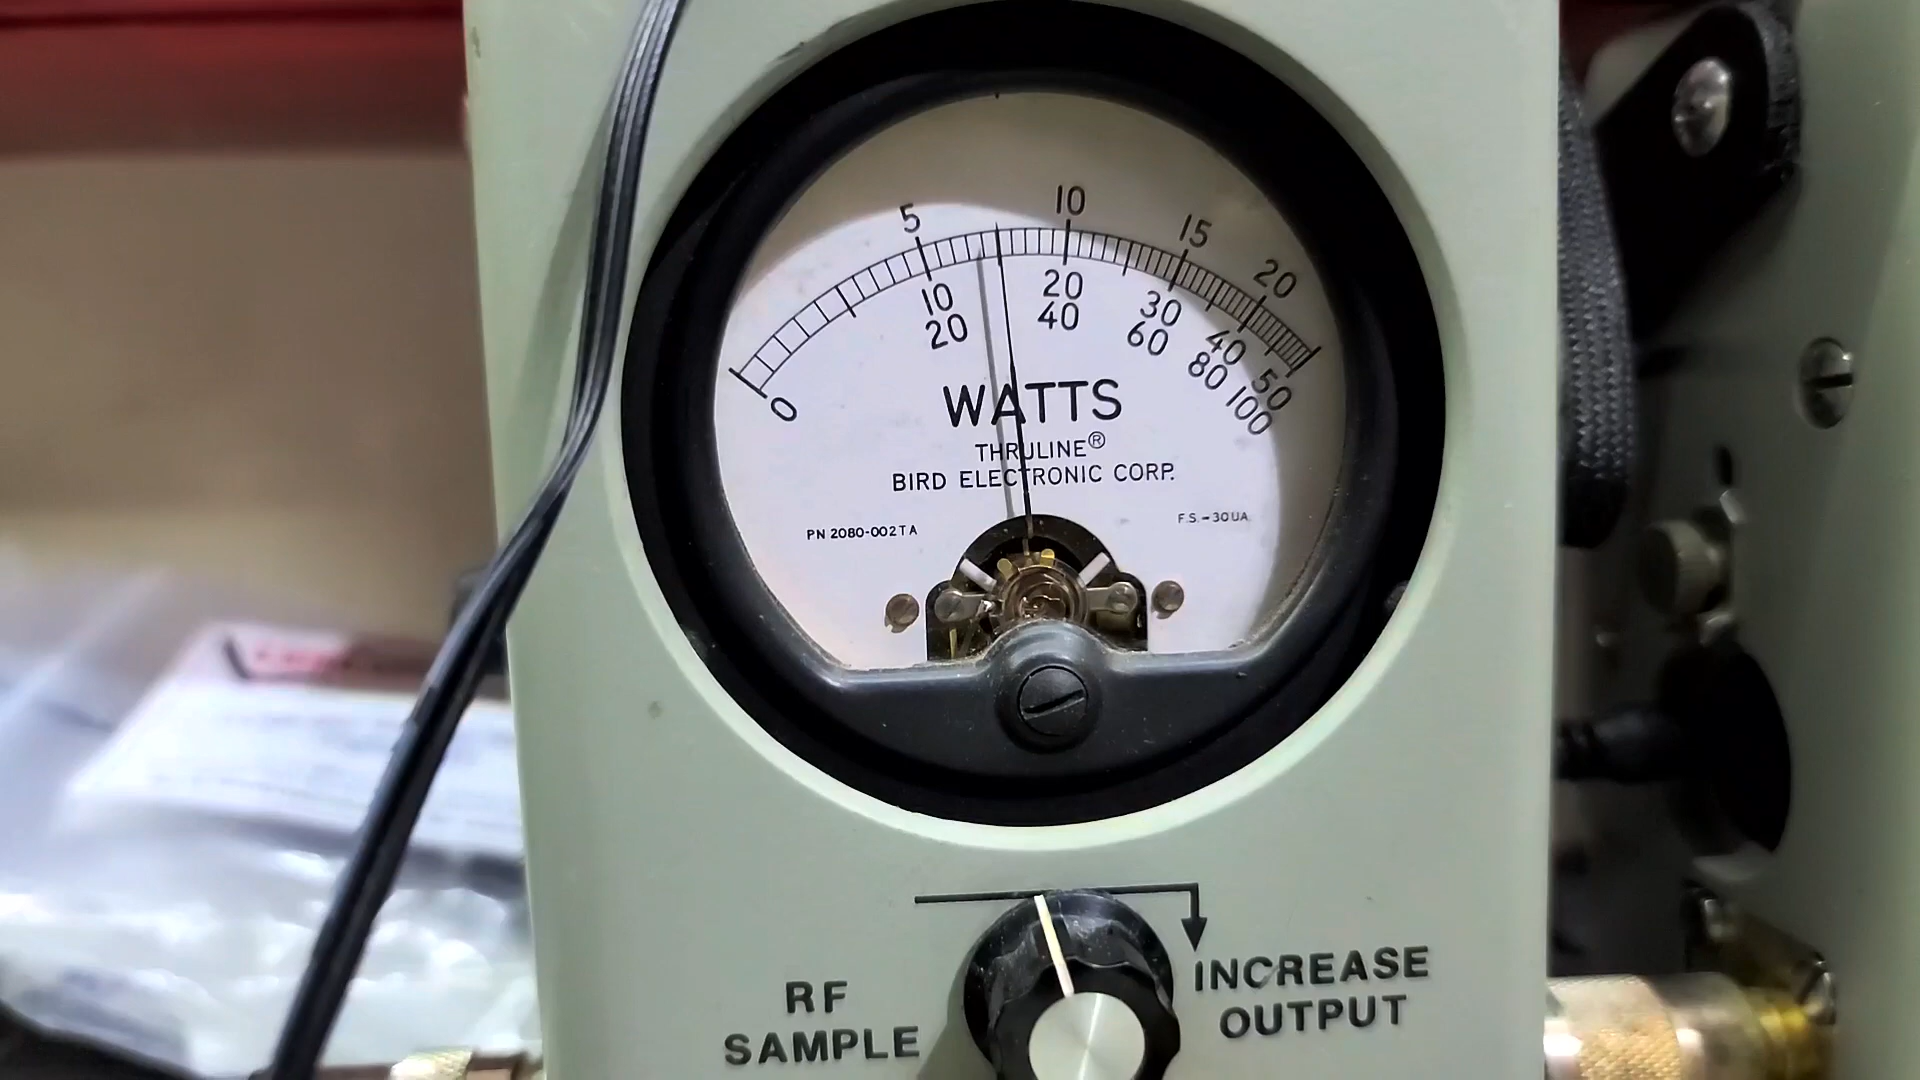 5 10 15 20
0 10 20 30 40 50
20 40 60 80 100
WATTS
THRULINE®
BIRD ELECTRONIC CORP.
PN 2080-002TA
F.S.-30UA
RF
SAMPLE
INCREASE
OUTPUT